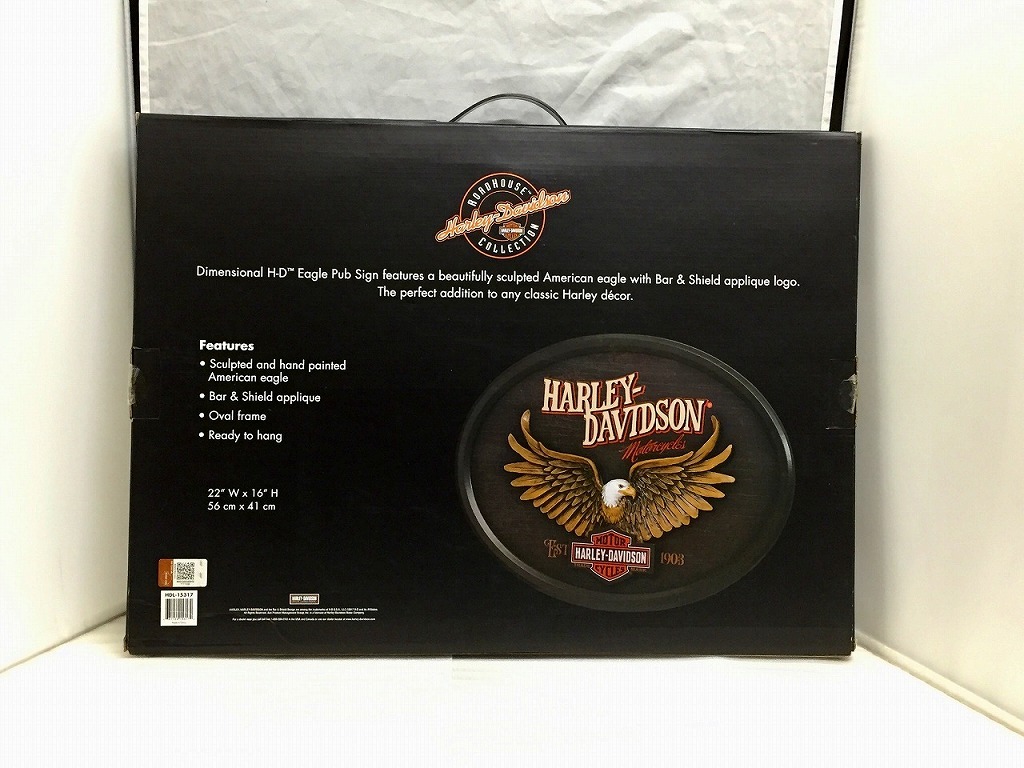 ROADHOUSE™
Harley-Davidson
COLLECTION
Dimensional H-D™ Eagle Pub Sign features a beautifully sculpted American eagle with Bar & Shield applique logo.
The perfect addition to any classic Harley décor.
Features
• Sculpted and hand painted
American eagle
• Bar & Shield applique
• Oval frame
• Ready to hang
22" W x 16" H
56 cm x 41 cm
HARLEY-
DAVIDSON
Motorcycles
EST 1903
MOTOR
HARLEY-DAVIDSON
CYCLES
HDL-15317